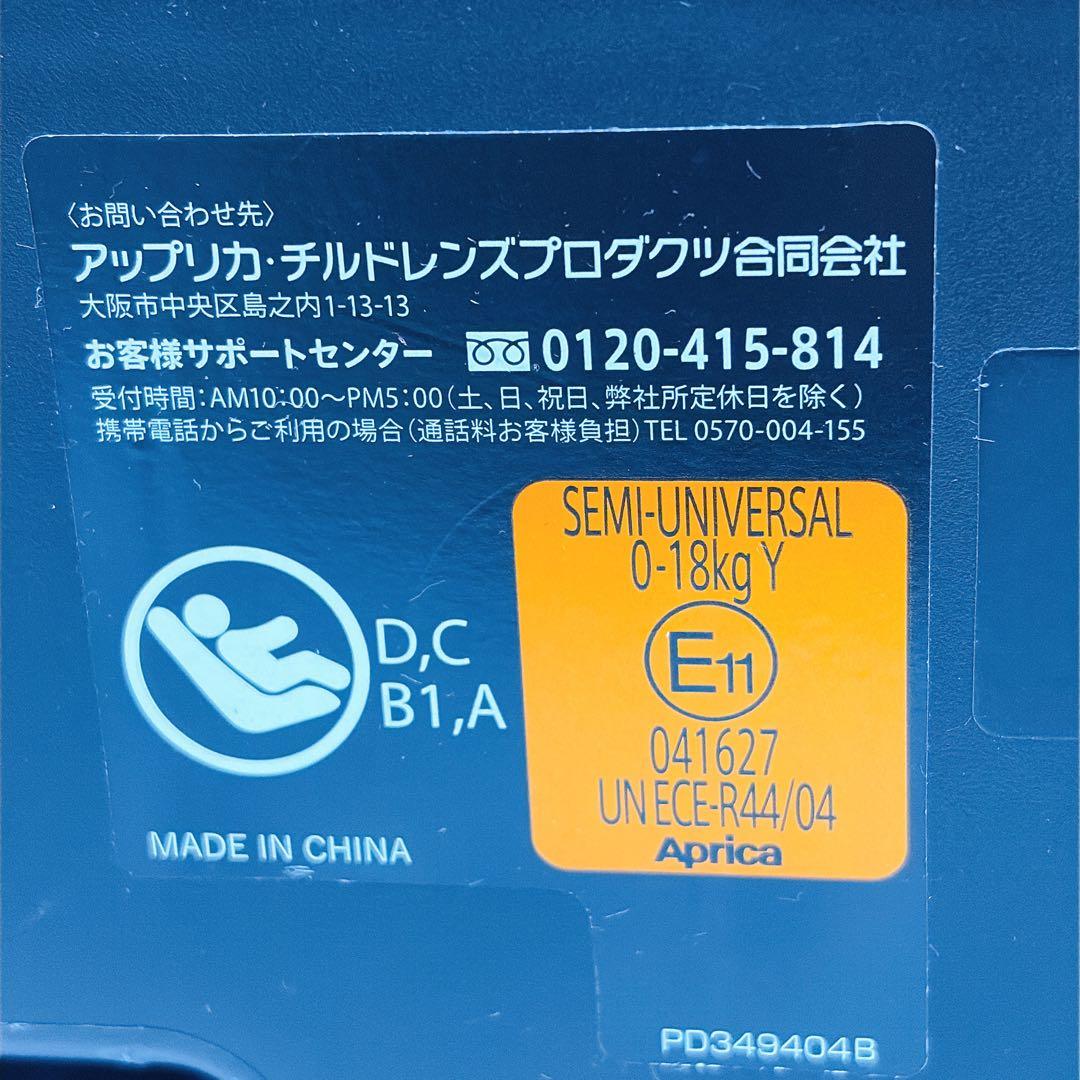 〈お問い合わせ先〉
アップリカ・チルドレンズプロダクツ合同会社
大阪市中央区島之内1-13-13
お客様サポートセンター 0120-415-814
受付時間:AM10:00〜PM5:00(土、日、祝日、弊社所定休日を除く)
携帯電話からご利用の場合(通話料お客様負担)TEL 0570-004-155
SEMI-UNIVERSAL
0-18kg Y
E11
041627
UN ECE-R44/04
Aprica
D,C
B1,A
MADE IN CHINA
PD349404B